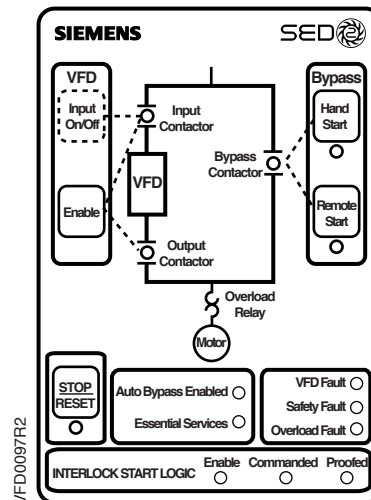 SIEMENS
SED2
VFD
Input
On/Off
Enable
Input
Contactor
VFD
Output
Contactor
Bypass
Contactor
Bypass
Hand
Start
Remote
Start
Overload
Relay
Motor
STOP
RESET
Auto Bypass Enabled
Essential Services
VFD Fault
Safety Fault
Overload Fault
INTERLOCK START LOGIC
Enable
Commanded
Proofed
VFD0097R2